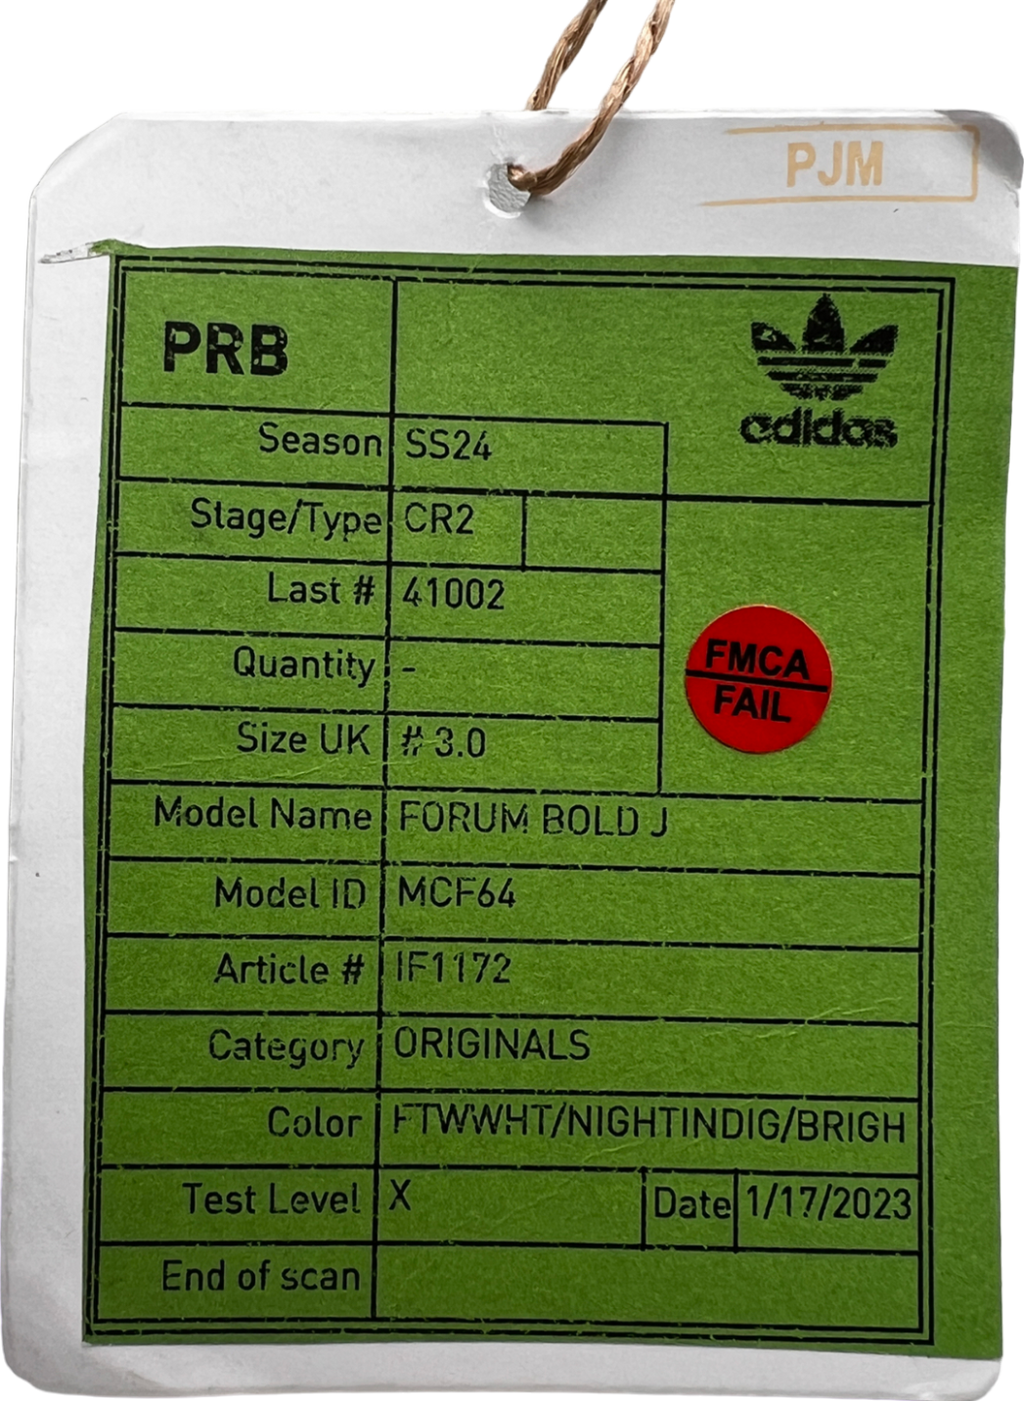 PJM
PRB
adidas
Season SS24
Stage/Type CR2
Last # 41002
Quantity -
Size UK # 3.0
FMCA
FAIL
Model Name FORUM BOLD J
Model ID MCF64
Article # IF1172
Category ORIGINALS
Color FTWWHT/NIGHTINDIG/BRIGH
Test Level X Date 1/17/2023
End of scan